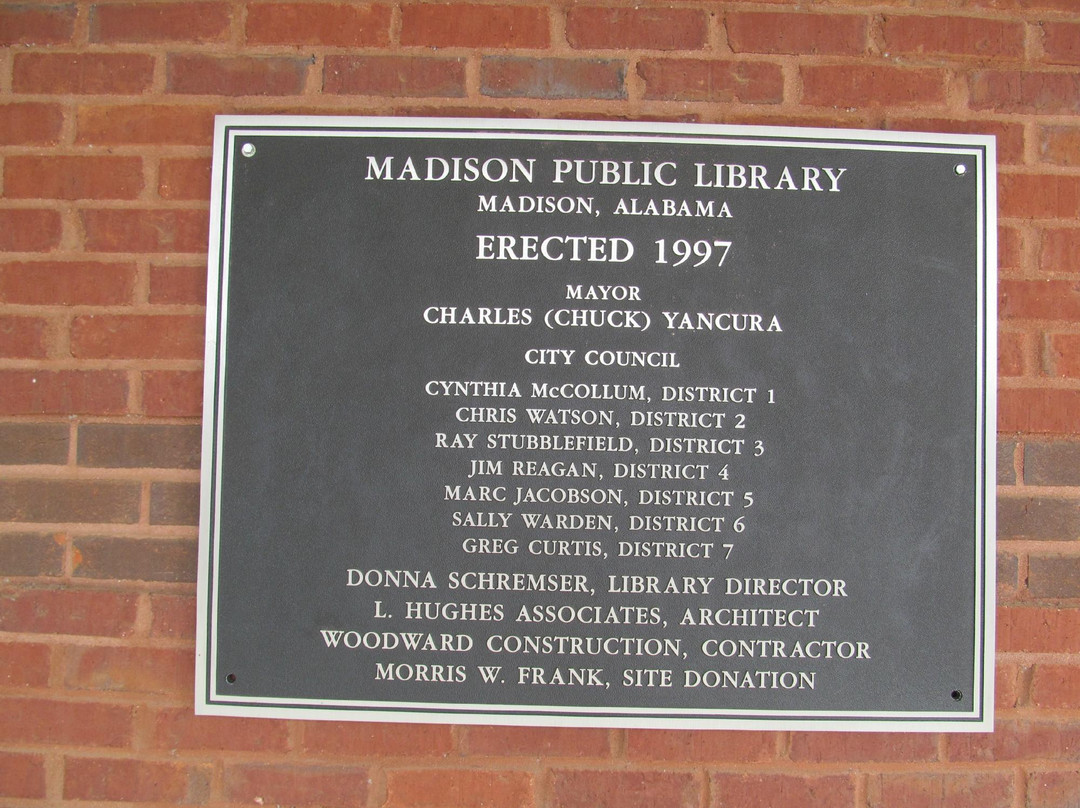 MADISON PUBLIC LIBRARY
MADISON, ALABAMA
ERECTED 1997
MAYOR
CHARLES (CHUCK) YANCURA
CITY COUNCIL
CYNTHIA McCOLLUM, DISTRICT 1
CHRIS WATSON, DISTRICT 2
RAY STUBBLEFIELD, DISTRICT 3
JIM REAGAN, DISTRICT 4
MARC JACOBSON, DISTRICT 5
SALLY WARDEN, DISTRICT 6
GREG CURTIS, DISTRICT 7
DONNA SCHREMSER, LIBRARY DIRECTOR
L. HUGHES ASSOCIATES, ARCHITECT
WOODWARD CONSTRUCTION, CONTRACTOR
MORRIS W. FRANK, SITE DONATION